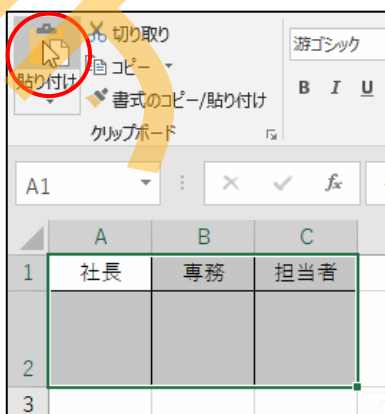 切り取り
コピー
貼り付け
書式のコピー/貼り付け
クリップボード
游ゴシック
B I U
A1
fx
A B C
1 社長 専務 担当者
2
3